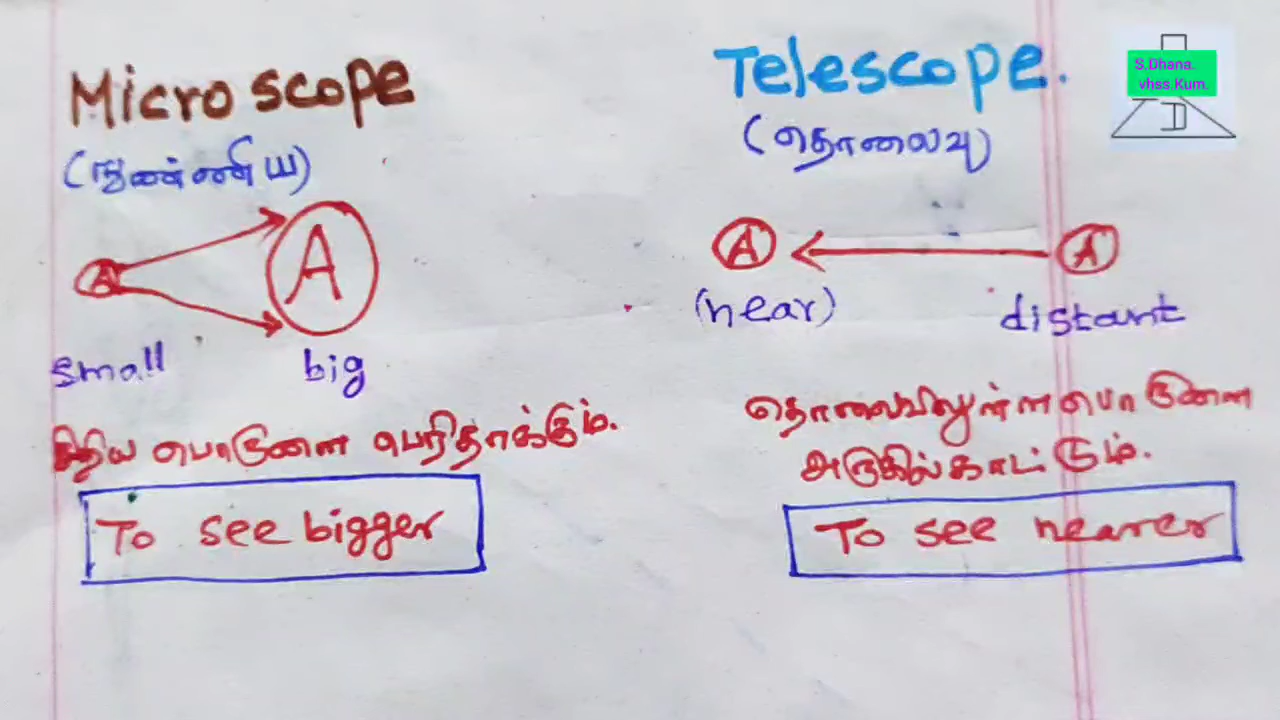 Microscope
(நுண்ணிய)
A
A
small
big
சிறிய பொருளை பெரிதாக்கும்.
To see bigger
Telescope.
(தொலைவு)
A
A
(near)
distant
தொலைவிலுள்ள பொருளை
அருகில் காட்டும்.
To see nearer
S.Dhana.
vhss.Kum.
D